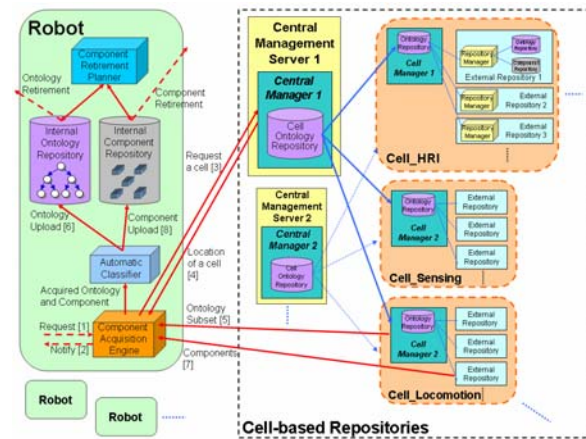 Robot
Component
Retirement
Planner
Ontology
Retirement
Component
Retirement
Internal
Ontology
Repository
Internal
Component
Repository
Ontology
Upload [6]
Component
Upload [8]
Automatic
Classifier
Acquired Ontology
and Component
Request [1]
Notify [2]
Component
Acquisition
Engine
Robot
Robot
Request
a cell [3]
Location
of a cell
[4]
Ontology
Subset [5]
Components
[7]
Central
Management
Server 1
Central
Manager 1
Cell
Ontology
Repository
Central
Management
Server 2
Central
Manager 2
Cell
Ontology
Repository
Ontology
Repository
Cell
Manager 1
Repository
Manager
Ontology
Repository
Component
Repository
External Repository 1
Repository
Manager
External
Repository 2
Repository
Manager
External
Repository 3
Cell_HRI
Ontology
Repository
Cell
Manager 2
External
Repository
External
Repository
External
Repository
Cell_Sensing
Ontology
Repository
Cell
Manager 2
External
Repository
External
Repository
External
Repository
Cell_Locomotion
Cell-based Repositories